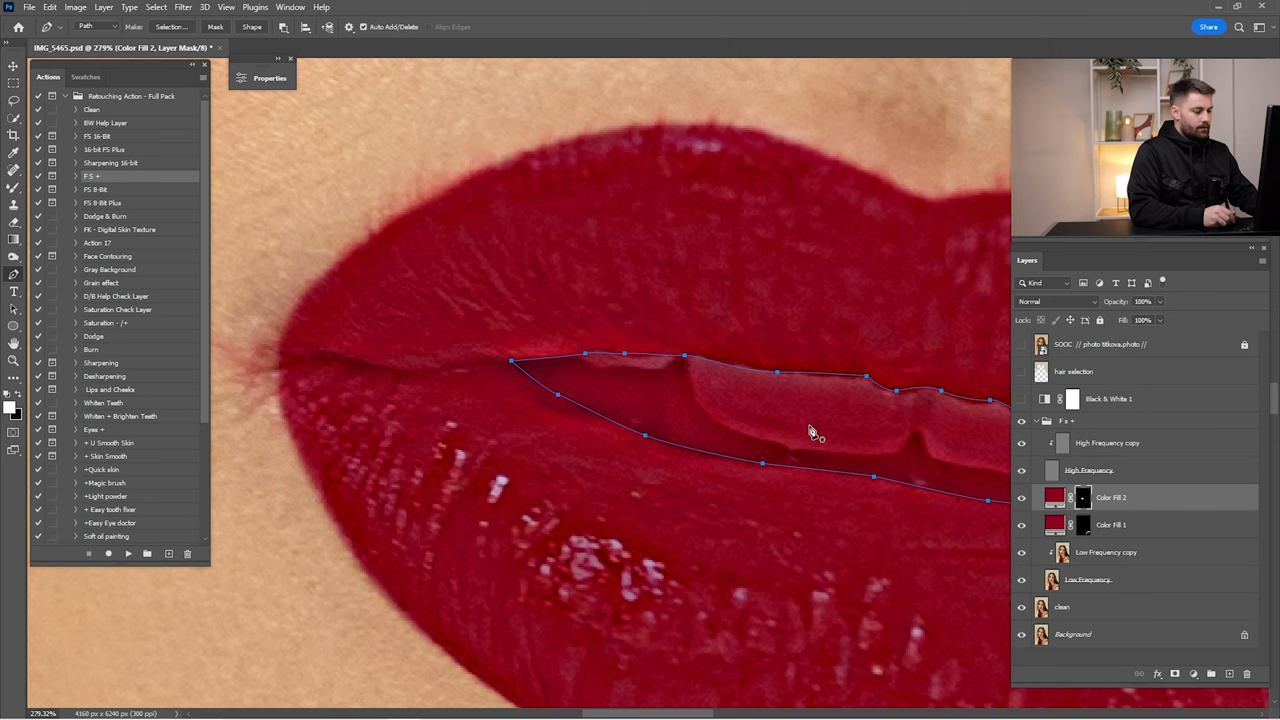 Ps File Edit Image Layer Type Select Filter 3D View Plugins Window Help
Path Make: Selection... Mask Shape Auto Add/Delete Align Edges Share
IMG_5465.psd @ 279% (Color Fill 2, Layer Mask/8) *
Actions Swatches
Properties
Retouching Action - Full Pack
Clean
BW Help Layer
FS 16-Bit
16-bit FS Plus
Sharpening 16-bit
F S +
FS 8-Bit
FS 8-Bit Plus
Dodge & Burn
FK - Digital Skin Texture
Action 17
Face Contouring
Gray Background
Grain effect
D/B Help Check Layer
Saturation Check Layer
Saturation - /+
Dodge
Burn
Sharpening
Desharpening
Lips and Cheeks
Whiten Teeth
Whiten + Brighten Teeth
Eyes +
+ U Smooth Skin
+ Skin Smooth
+Quick skin
+Magic brush
+Light powder
+ Easy tooth fixer
+Easy Eye doctor
Soft oil painting
Layers
Kind
Normal Opacity: 100%
Lock: Fill: 100%
SOOC // photo titkova.photo //
hair selection
Black & White 1
F s +
High Frequency copy
High Frequency
Color Fill 2
Color Fill 1
Low Frequency copy
Low Frequency
clean
Background
fx
279.32% 4160 px x 6240 px (300 ppi)